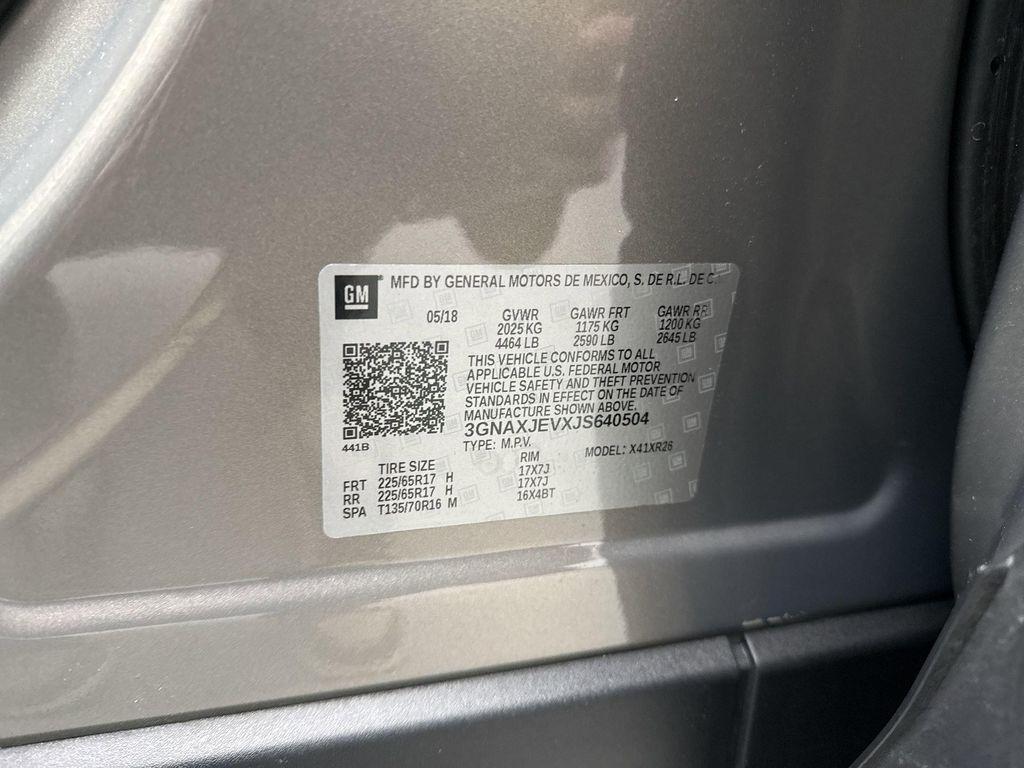 GM
MFD BY GENERAL MOTORS DE MEXICO, S. DE R.L. DE C.
05/18 GVWR GAWR FRT GAWR RR
2025 KG 1175 KG 1200 KG
4464 LB 2590 LB 2645 LB
THIS VEHICLE CONFORMS TO ALL
APPLICABLE U.S. FEDERAL MOTOR
VEHICLE SAFETY AND THEFT PREVENTION
STANDARDS IN EFFECT ON THE DATE OF
MANUFACTURE SHOWN ABOVE.
3GNAXJEVXJS640504
441B
TYPE: M.P.V. MODEL: X41XR26
TIRE SIZE RIM
FRT 225/65R17 H 17X7J
RR 225/65R17 H 17X7J
SPA T135/70R16 M 16X4BT